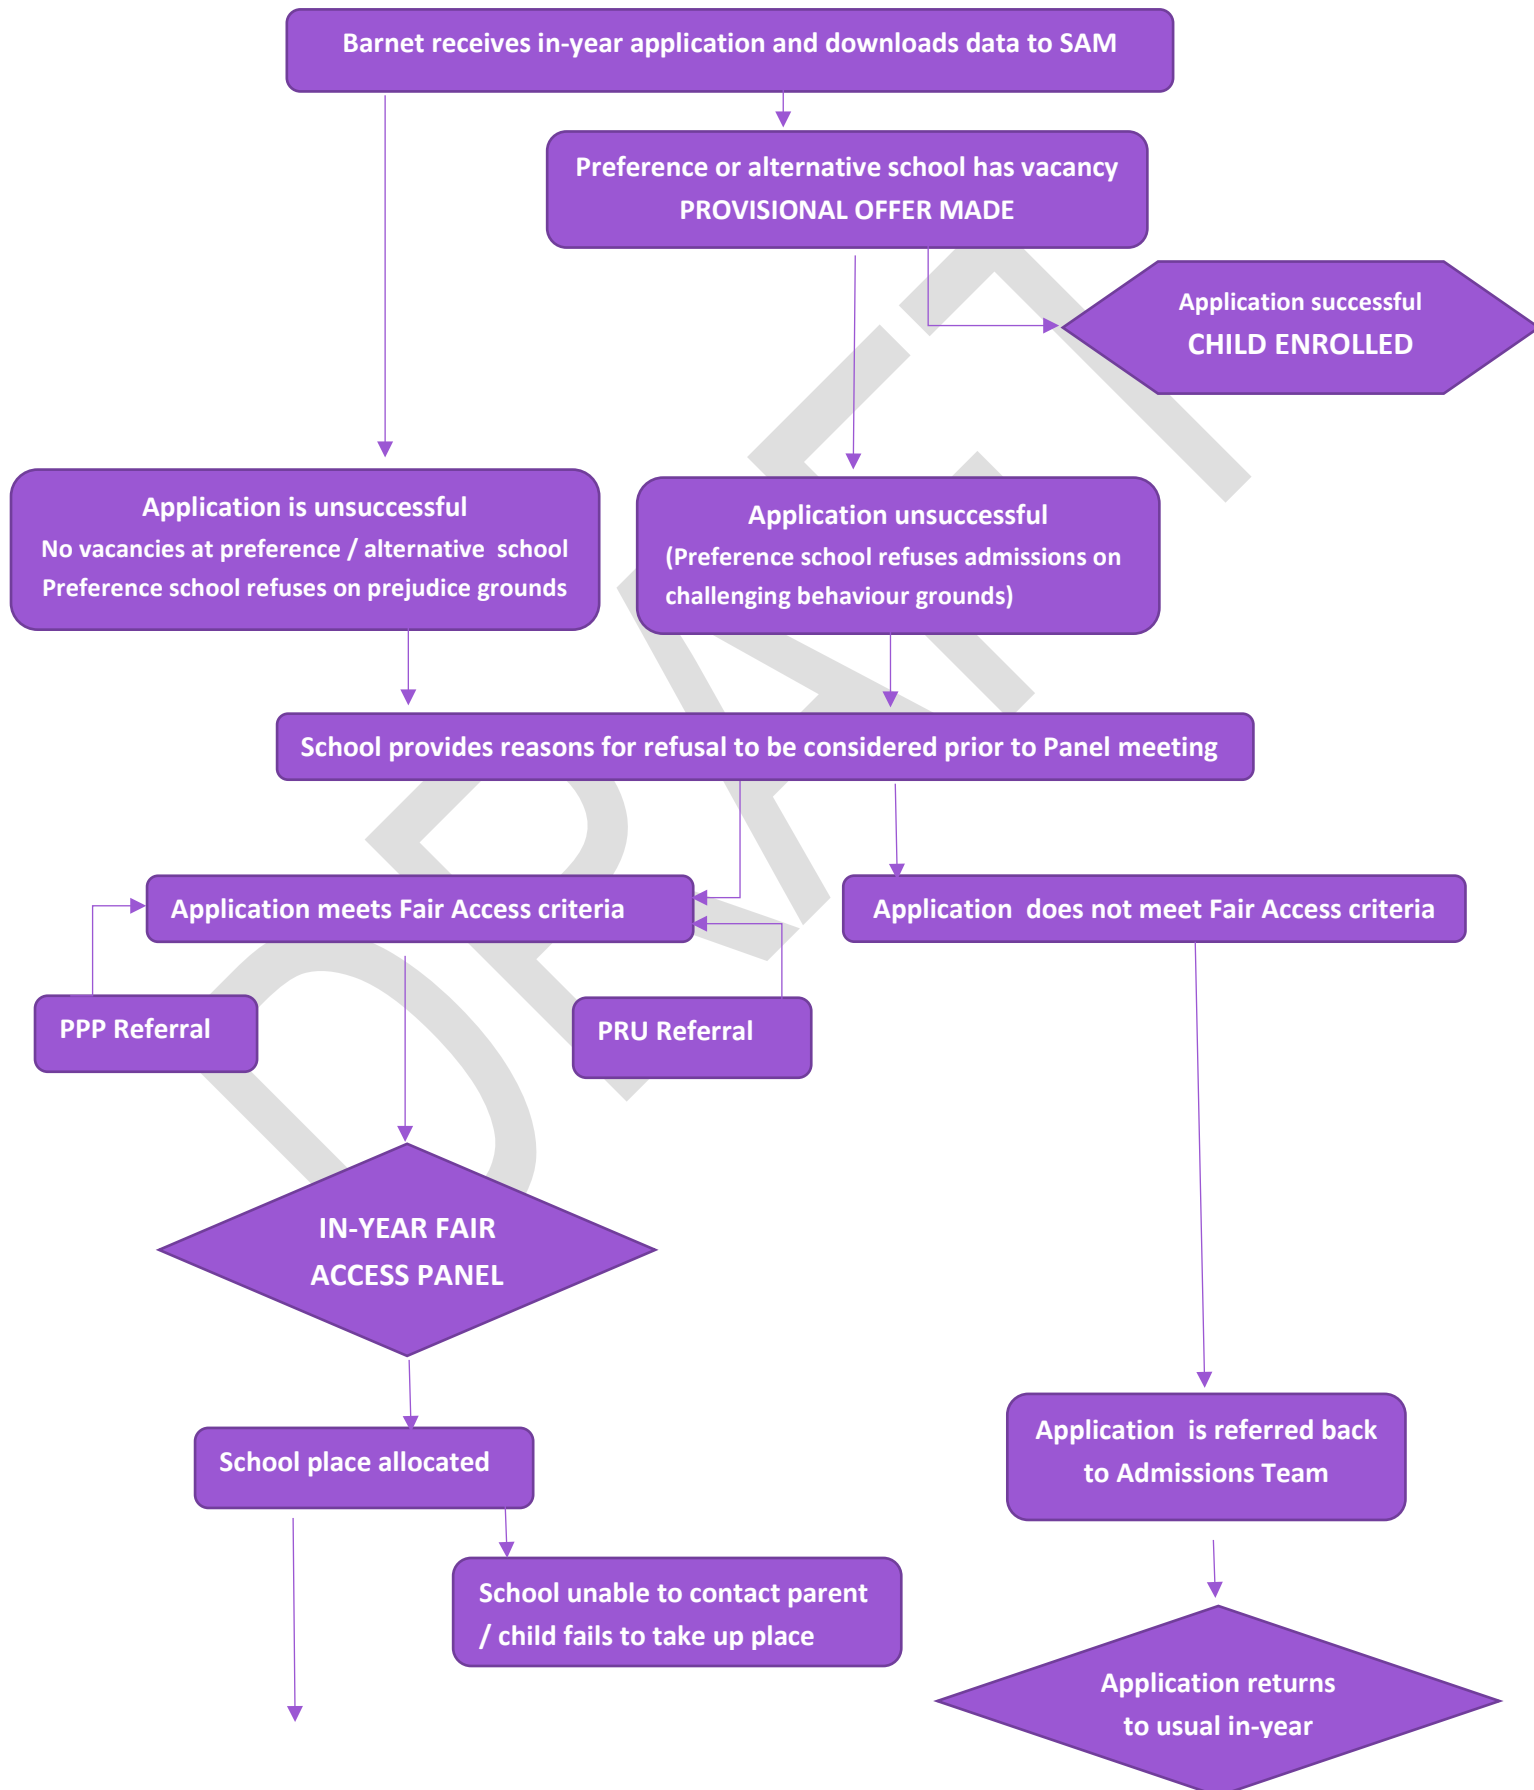 Barnet receives in-year application and downloads data to SAM
Preference or alternative school has vacancy
PROVISIONAL OFFER MADE
Application successful
CHILD ENROLLED
Application is unsuccessful
No vacancies at preference / alternative  school
Preference school refuses on prejudice grounds
Application unsuccessful
(Preference school refuses admissions on
challenging behaviour grounds)
School provides reasons for refusal to be considered prior to Panel meeting
Application meets Fair Access criteria
Application  does not meet Fair Access criteria
PPP Referral
PRU Referral
IN-YEAR FAIR
ACCESS PANEL
School place allocated
Application  is referred back
to Admissions Team
School unable to contact parent
/ child fails to take up place
Application returns
to usual in-year
DRAFT